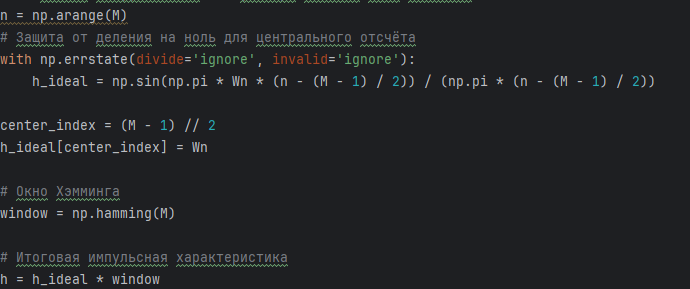 n = np.arange(M)
# Защита от деления на ноль для центрального отсчёта
with np.errstate(divide='ignore', invalid='ignore'):
    h_ideal = np.sin(np.pi * Wn * (n - (M - 1) / 2)) / (np.pi * (n - (M - 1) / 2))
center_index = (M - 1) // 2
h_ideal[center_index] = Wn
# Окно Хэмминга
window = np.hamming(M)
# Итоговая импульсная характеристика
h = h_ideal * window